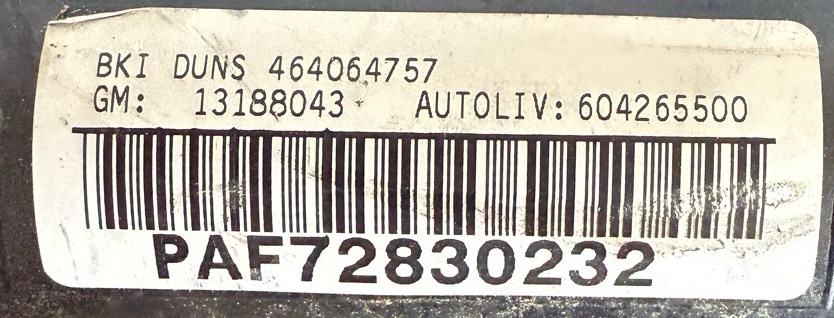 BKI DUNS 464064757
GM: 13188043 AUTOLIV: 604265500
PAF72830232